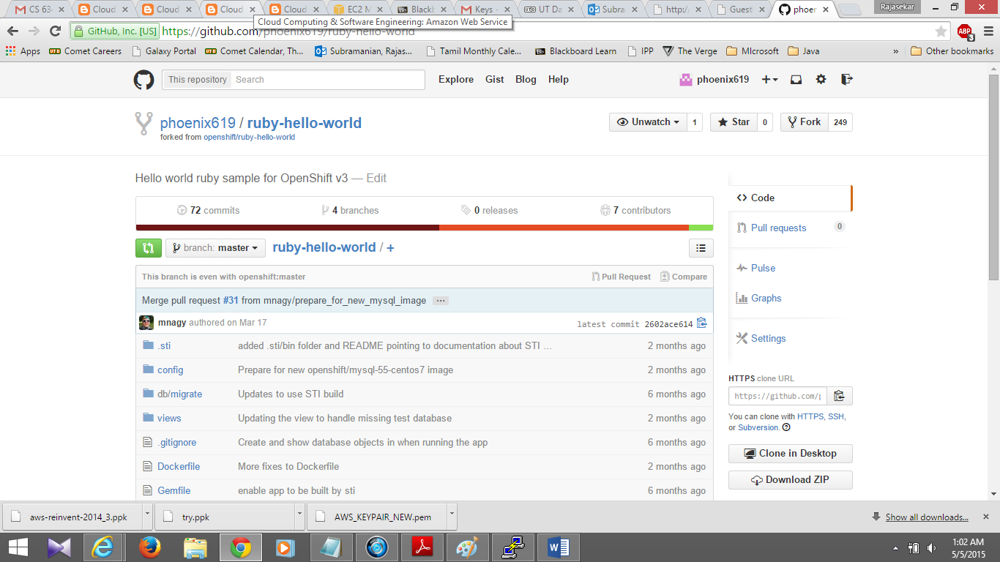 CS 634
Cloud
Cloud
Cloud
Cloud
EC2 M
Blackb
Keys -
UT Da
Subra
http:/
Guest
phoer
Rajasekar
Cloud Computing & Software Engineering: Amazon Web Service
GitHub, Inc. [US] https://github.com/phoenix619/ruby-hello-world
ABP 3
Apps Comet Careers Galaxy Portal Comet Calendar, Th... Subramanian, Rajas... Tamil Monthly Cale... Blackboard Learn IPP The Verge MIcrosoft Java » Other bookmarks
This repository Search Explore Gist Blog Help phoenix619
phoenix619 / ruby-hello-world
forked from openshift/ruby-hello-world
Unwatch 1 Star 0 Fork 249
Hello world ruby sample for OpenShift v3 — Edit
72 commits 4 branches 0 releases 7 contributors
branch: master ruby-hello-world / +
This branch is even with openshift:master Pull Request Compare
Merge pull request #31 from mnagy/prepare_for_new_mysql_image ...
mnagy authored on Mar 17 latest commit 2602ace614
.sti added .sti/bin folder and README pointing to documentation about STI … 2 months ago
config Prepare for new openshift/mysql-55-centos7 image 2 months ago
db/migrate Updates to use STI build 6 months ago
views Updating the view to handle missing test database 2 months ago
.gitignore Create and show database objects in when running the app 6 months ago
Dockerfile More fixes to Dockerfile 2 months ago
Gemfile enable app to be built by sti 6 months ago
Code
Pull requests 0
Pulse
Graphs
Settings
HTTPS clone URL
https://github.com/p
You can clone with HTTPS, SSH,
or Subversion.
Clone in Desktop
Download ZIP
aws-reinvent-2014_3.ppk try.ppk AWS_KEYPAIR_NEW.pem Show all downloads...
1:02 AM
5/5/2015